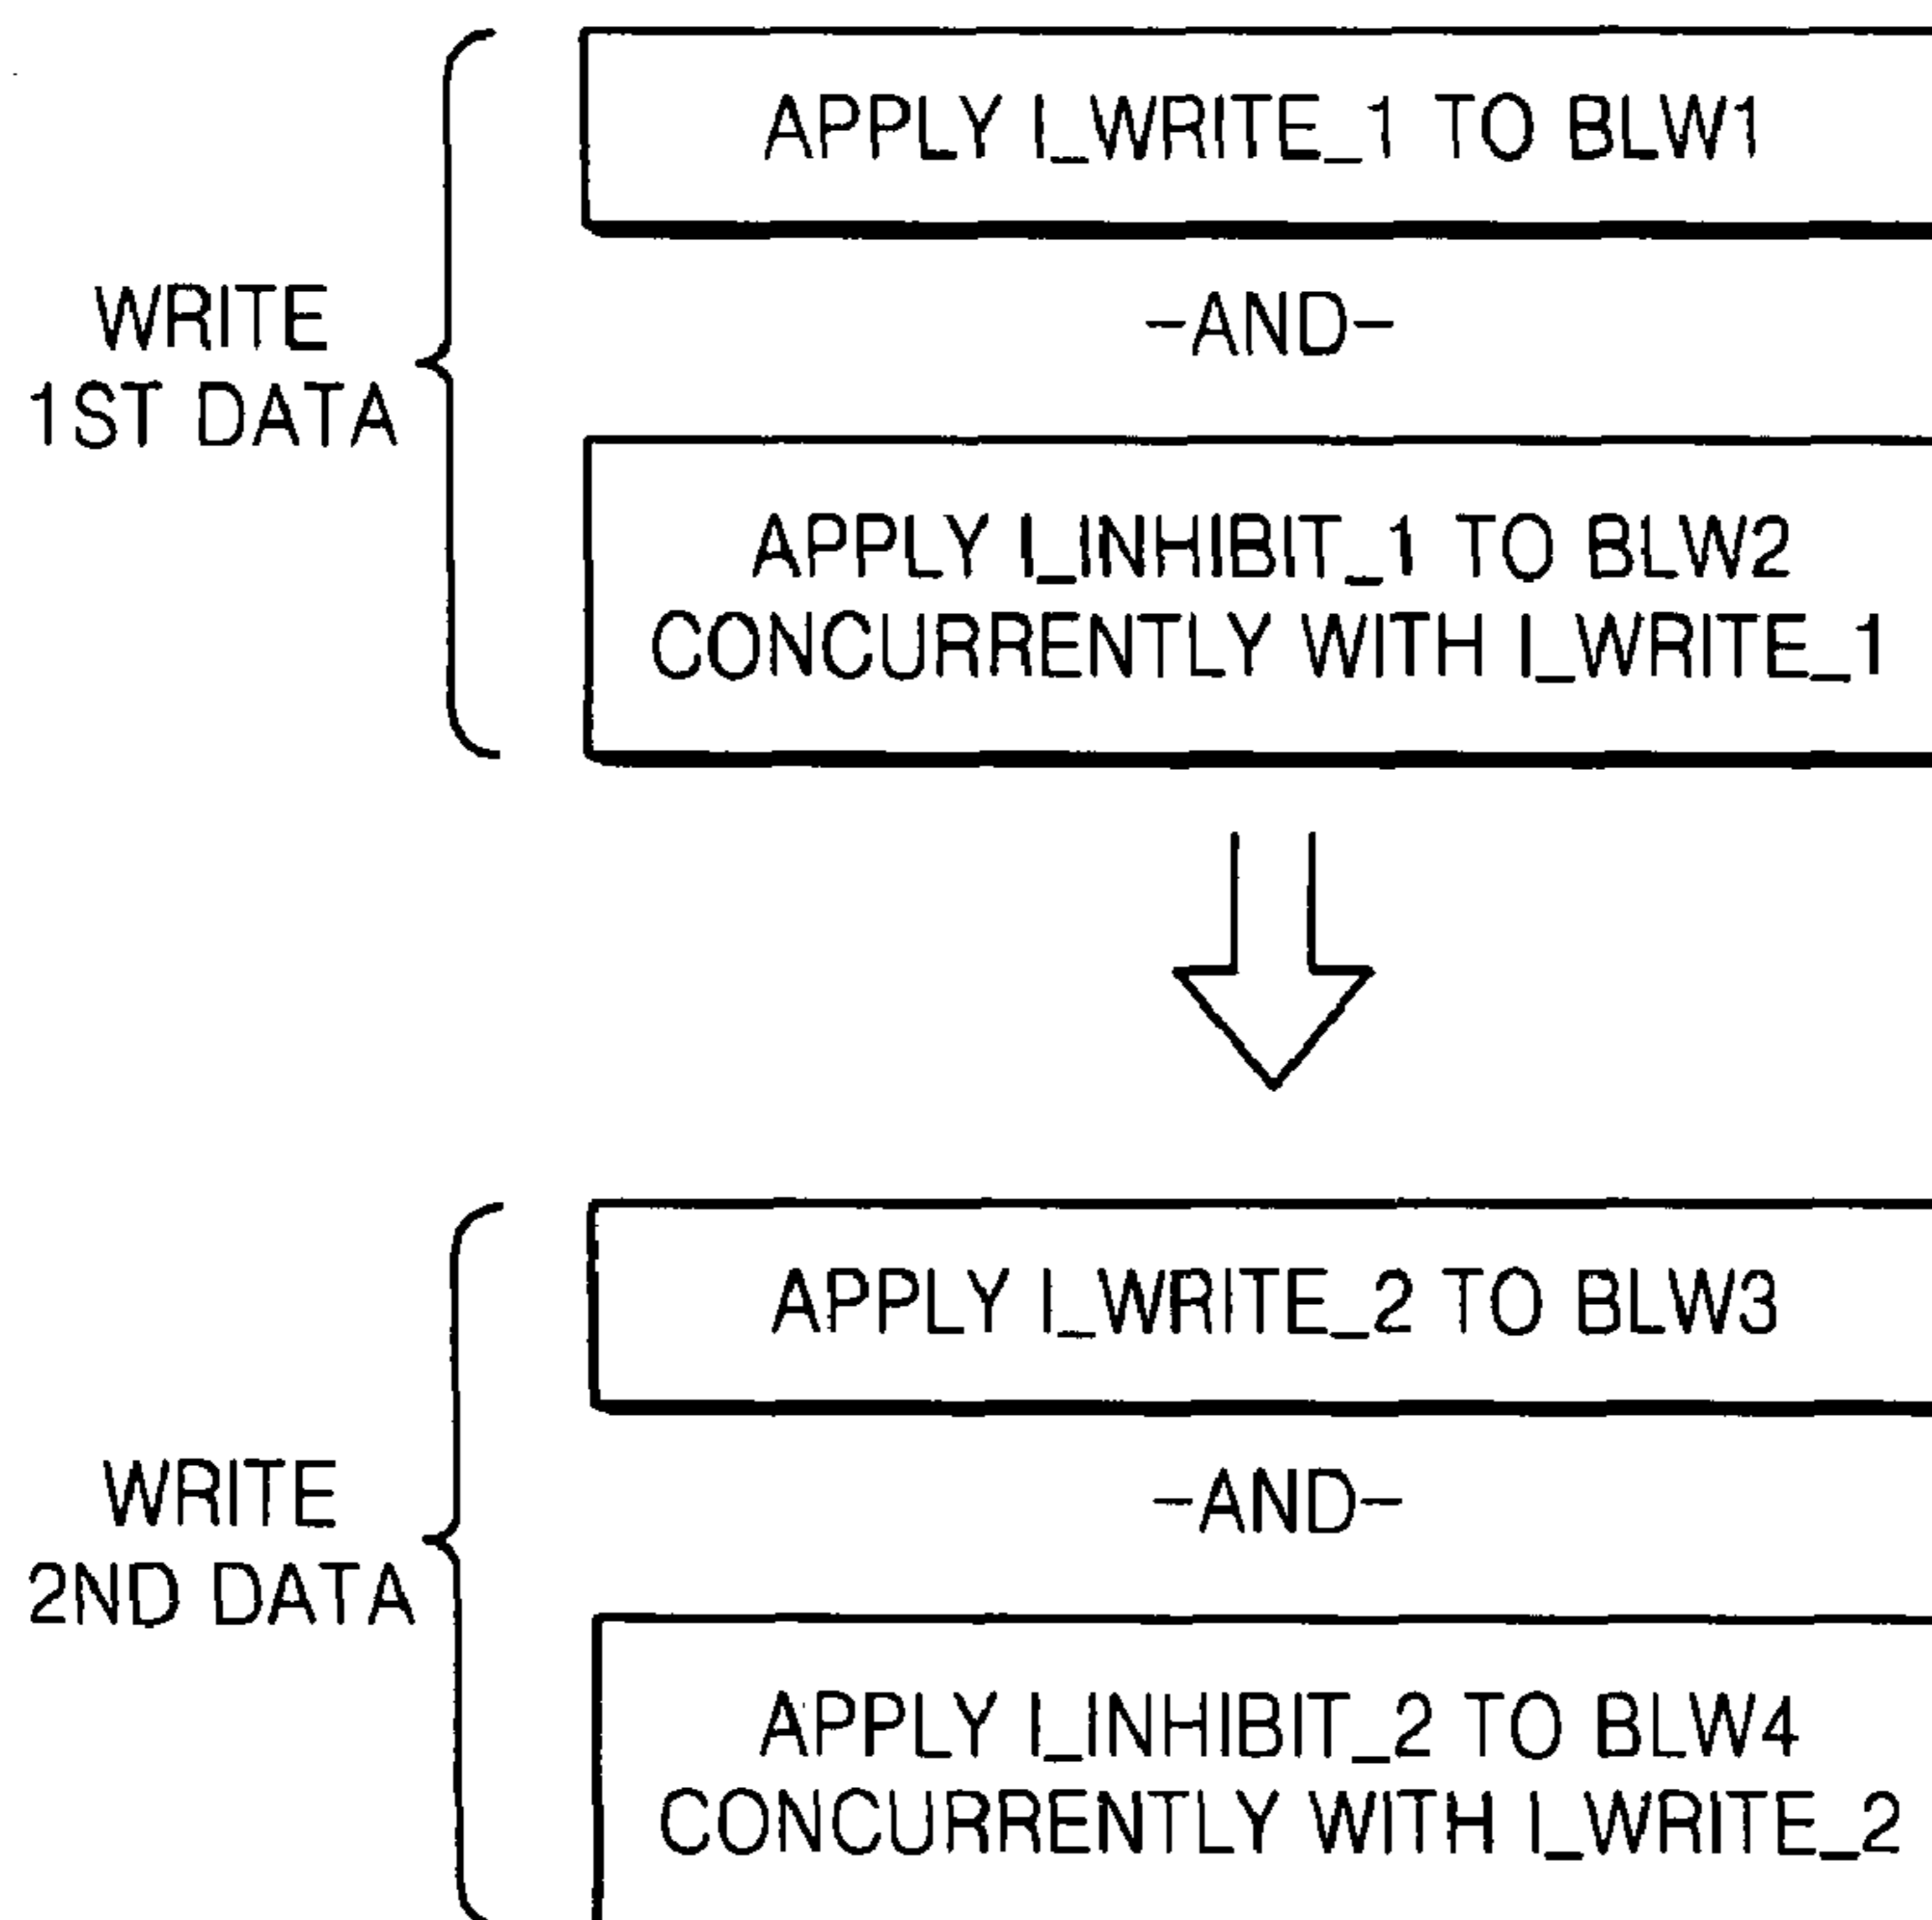 APPLY I_WRITE_1 TO BLW1
-AND-
WRITE
1ST DATA
APPLY I_INHIBIT_1 TO BLW2
CONCURRENTLY WITH I_WRITE_1
APPLY I_WRITE_2 TO BLW3
-AND-
WRITE
2ND DATA
APPLY I_INHIBIT_2 TO BLW4
CONCURRENTLY WITH I_WRITE_2